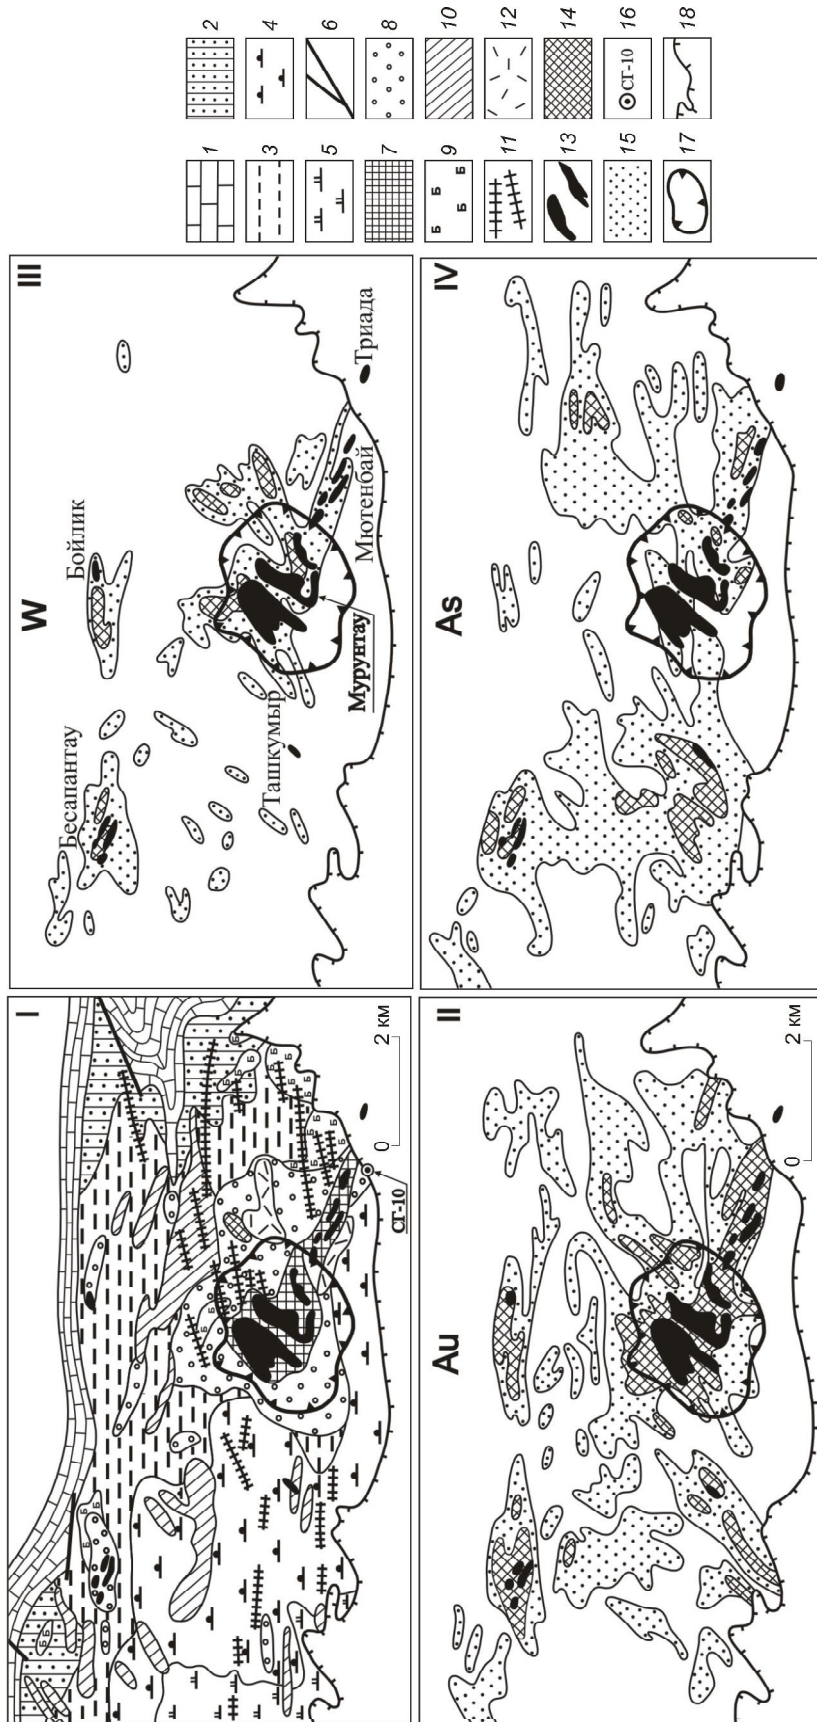 I
Б
Б
Б
Б
Б
Б
Б
Б
Б
Б
Б
СГ-10
0
2 км
II
Au
0
2 км
III
W
Бесапантау
Бойлик
Ташкумыр
Мурунтау
Мютенбай
Триада
IV
As
1
2
3
4
5
6
7
8
9
Б
Б
Б
Б
10
11
12
13
14
15
16
СГ-10
17
18